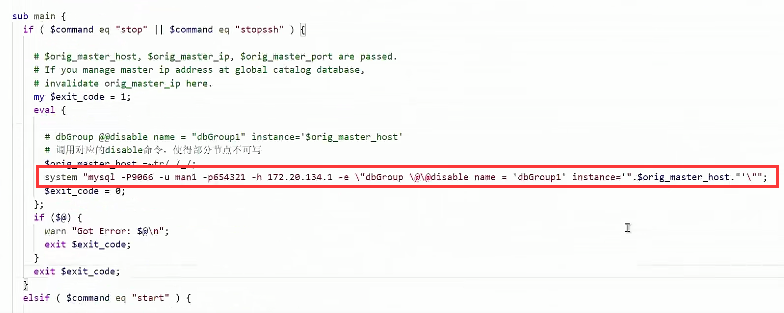 sub main {
if ( $command eq "stop" || $command eq "stopssh" ) {
# $orig_master_host, $orig_master_ip, $orig_master_port are passed.
# If you manage master ip address at global catalog database,
# invalidate orig_master_ip here.
my $exit_code = 1;
eval {
# dbGroup @@disable name = "dbGroup1" instance='$orig_master_host'
# 调用对应的disable命令，使得部分节点不可写
$orig_master_host =~tr/./_/;
system "mysql -P9066 -u man1 -p654321 -h 172.20.134.1 -e \"dbGroup \@\@disable name = 'dbGroup1' instance='".$orig_master_host."'\"";
$exit_code = 0;
};
if ($@) {
warn "Got Error: $@\n";
exit $exit_code;
}
exit $exit_code;
}
elsif ( $command eq "start" ) {